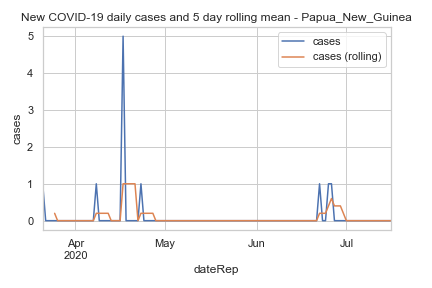 New COVID-19 daily cases and 5 day rolling mean - Papua_New_Guinea
cases
cases (rolling)
5
4
3
2
1
0
cases
Apr
2020
May
Jun
Jul
dateRep